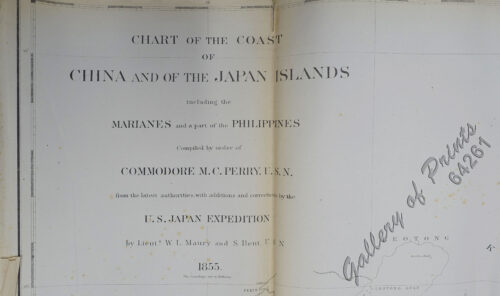 CHART OF THE COAST
OF
CHINA AND OF THE JAPAN ISLANDS
including the
MARIANES and a part of the PHILIPPINES
Compiled by order of
COMMODORE M.C. PERRY, U.S.N.
from the latest authorities, with additions and corrections by the
U.S. JAPAN EXPEDITION
by Lieuts. W. L. Maury and S. Bent, U S N
1855.
Gallery of Prints
64261